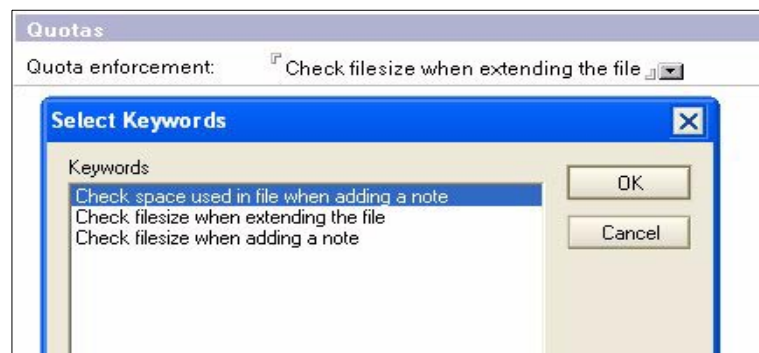 Quotas
Quota enforcement: Check filesize when extending the file
Select Keywords
Keywords
Check space used in file when adding a note
Check filesize when extending the file
Check filesize when adding a note
OK
Cancel